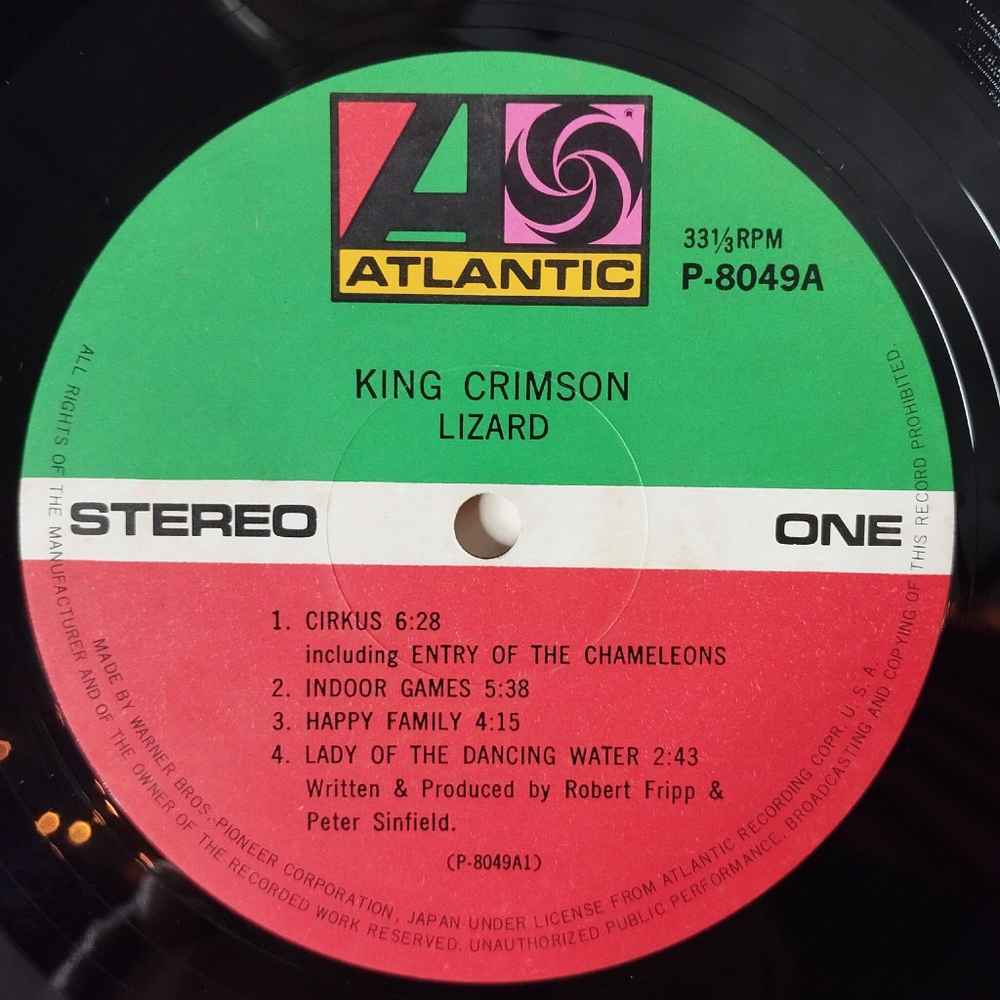 ATLANTIC
33⅓RPM
P-8049A
KING CRIMSON
LIZARD
STEREO
ONE
1. CIRKUS 6:28
including ENTRY OF THE CHAMELEONS
2. INDOOR GAMES 5:38
3. HAPPY FAMILY 4:15
4. LADY OF THE DANCING WATER 2:43
Written & Produced by Robert Fripp &
Peter Sinfield.
(P-8049A1)
MADE BY WARNER BROS. PIONEER CORPORATION, JAPAN UNDER LICENSE FROM ATLANTIC RECORDING COPR. U. S. A.
ALL RIGHTS OF THE MANUFACTURER AND OF THE OWNER OF THE RECORDED WORK RESERVED. UNAUTHORIZED PUBLIC PERFORMANCE, BROADCASTING AND COPYING OF THIS RECORD PROHIBITED.